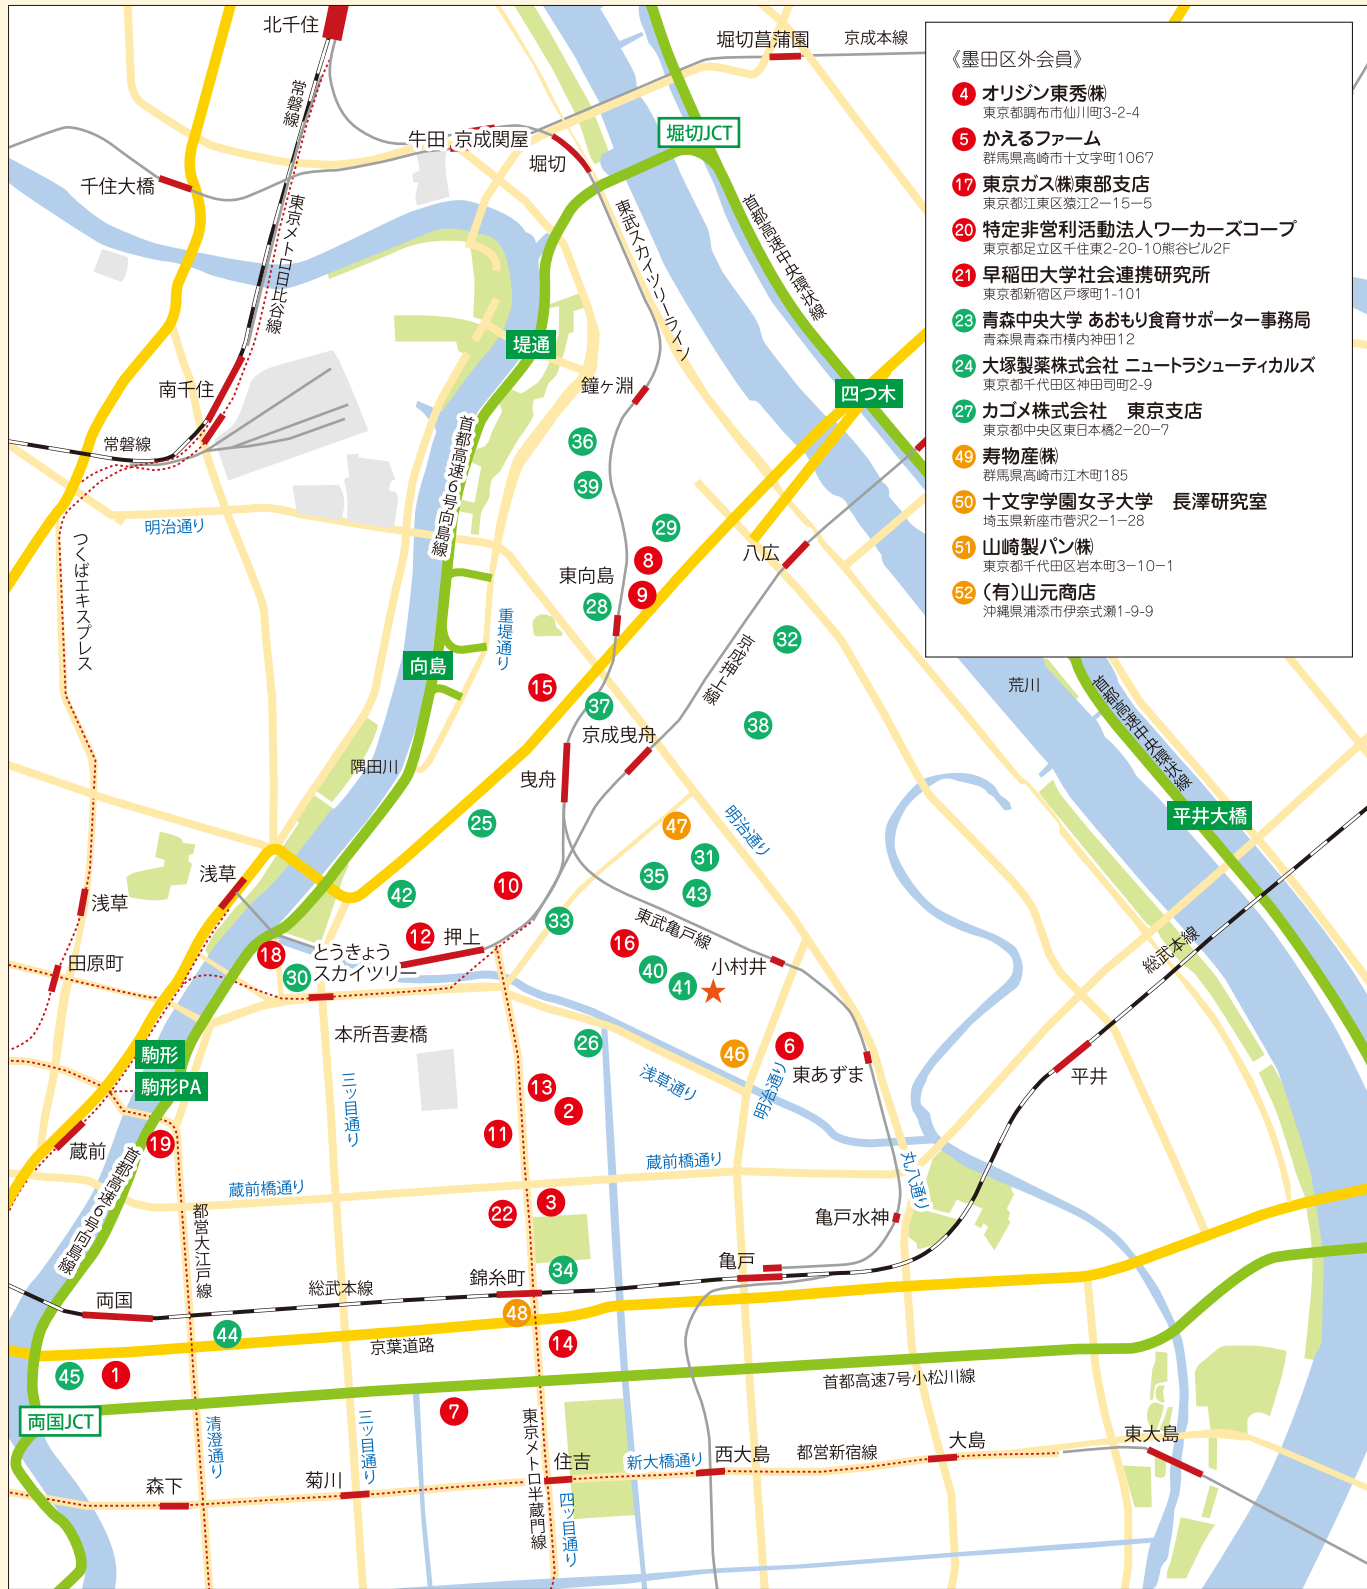 北千住
堀切菖蒲園
京成本線
常磐線
牛田
京成関屋
堀切
堀切JCT
千住大橋
東京メトロ日比谷線
東武スカイツリーライン
首都高速中央環状線
堤通
南千住
鐘ヶ淵
四つ木
常磐線
首都高速6号向島線
36
39
29
明治通り
つくばエキスプレス
八広
8
東向島
9
28
重堤通り
32
京成押上線
向島
荒川
首都高速中央環状線
15
37
38
京成曳舟
隅田川
曳舟
平井大橋
25
47
明治通り
31
浅草
35
10
42
43
浅草
33
東武亀戸線
12
押上
16
総武本線
18
とうきょう
スカイツリー
田原町
小村井
30
40
41
★
本所吾妻橋
26
駒形
46
6
浅草通り
東あずま
明治通り
平井
駒形PA
三ッ目通り
13
2
11
19
蔵前
首都高速6号向島線
蔵前橋通り
丸八通り
蔵前橋通り
都営大江戸線
22
3
亀戸水神
亀戸
34
錦糸町
総武本線
両国
48
44
京葉道路
14
45
1
首都高速7号小松川線
両国JCT
7
清澄通り
三ッ目通り
東京メトロ半蔵門線
東大島
大島
都営新宿線
西大島
新大橋通り
住吉
菊川
森下
四ッ目通り
《墨田区外会員》
4 オリジン東秀㈱
東京都調布市仙川町3-2-4
5 かえるファーム
群馬県高崎市十文字町1067
17 東京ガス㈱東部支店
東京都江東区猿江2−15−5
20 特定非営利活動法人ワーカーズコープ
東京都足立区千住東2-20-10熊谷ビル2F
21 早稲田大学社会連携研究所
東京都新宿区戸塚町1-101
23 青森中央大学 あおもり食育サポーター事務局
青森県青森市横内神田12
24 大塚製薬株式会社 ニュートラシューティカルズ
東京都千代田区神田司町2-9
27 カゴメ株式会社　東京支店
東京都中央区東日本橋2−20−7
49 寿物産㈱
群馬県高崎市江木町185
50 十文字学園女子大学　長澤研究室
埼玉県新座市菅沢2−1−28
51 山崎製パン㈱
東京都千代田区岩本町3−10−1
52 (有)山元商店
沖縄県浦添市伊奈式瀬1-9-9